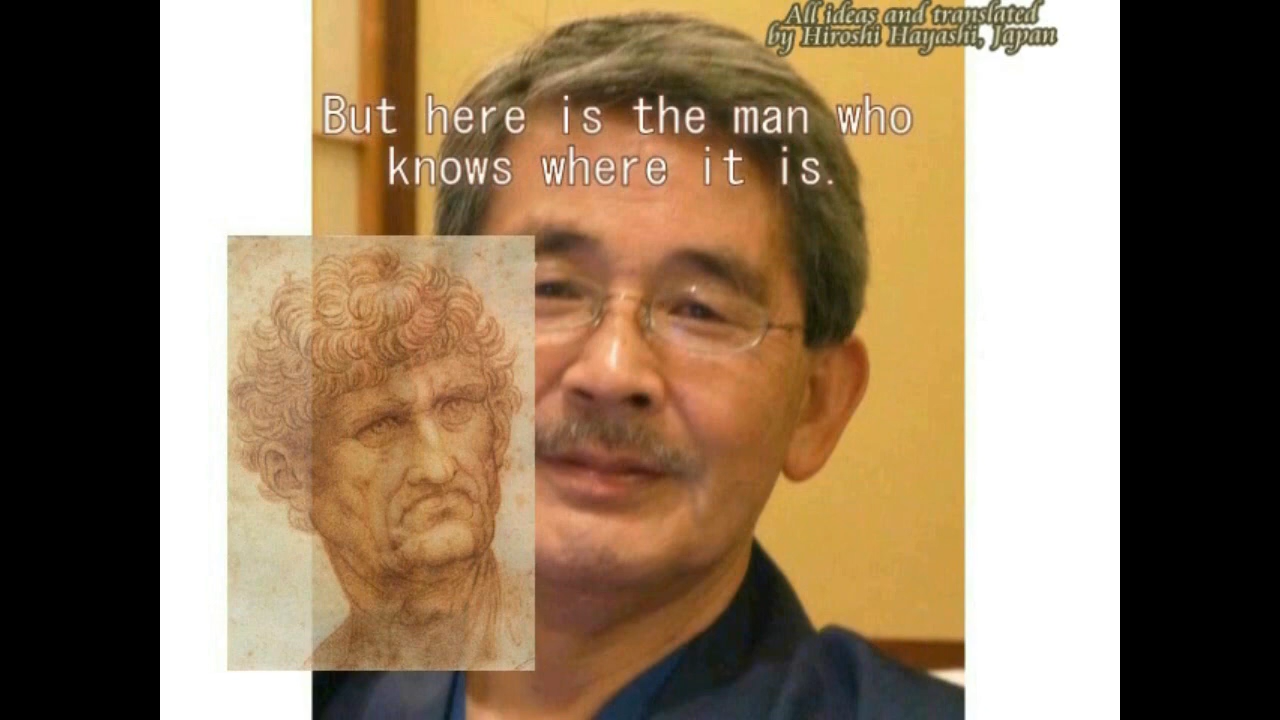 All ideas and translated
by Hiroshi Hayashi, Japan
But here is the man who
knows where it is.